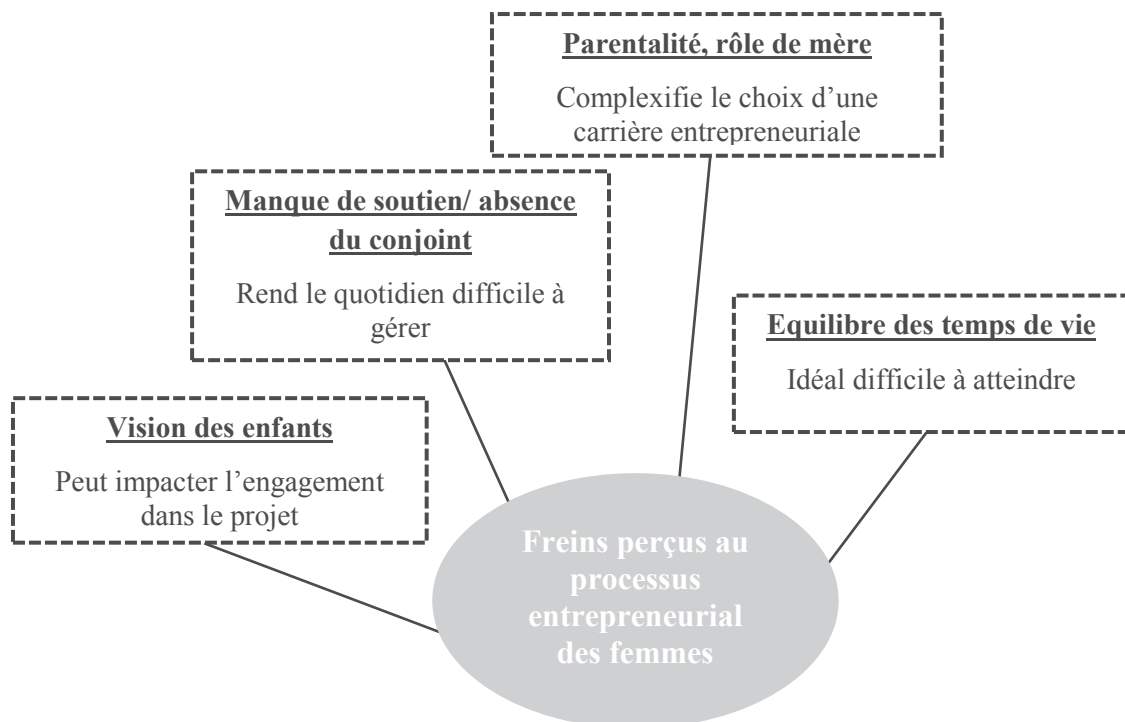 Parentalité, rôle de mère
Complexifie le choix d’une
carrière entrepreneuriale
Manque de soutien/ absence
du conjoint
Rend le quotidien difficile à
gérer
Equilibre des temps de vie
Idéal difficile à atteindre
Vision des enfants
Peut impacter l’engagement
dans le projet
Freins perçus au
processus
entrepreneurial
des femmes